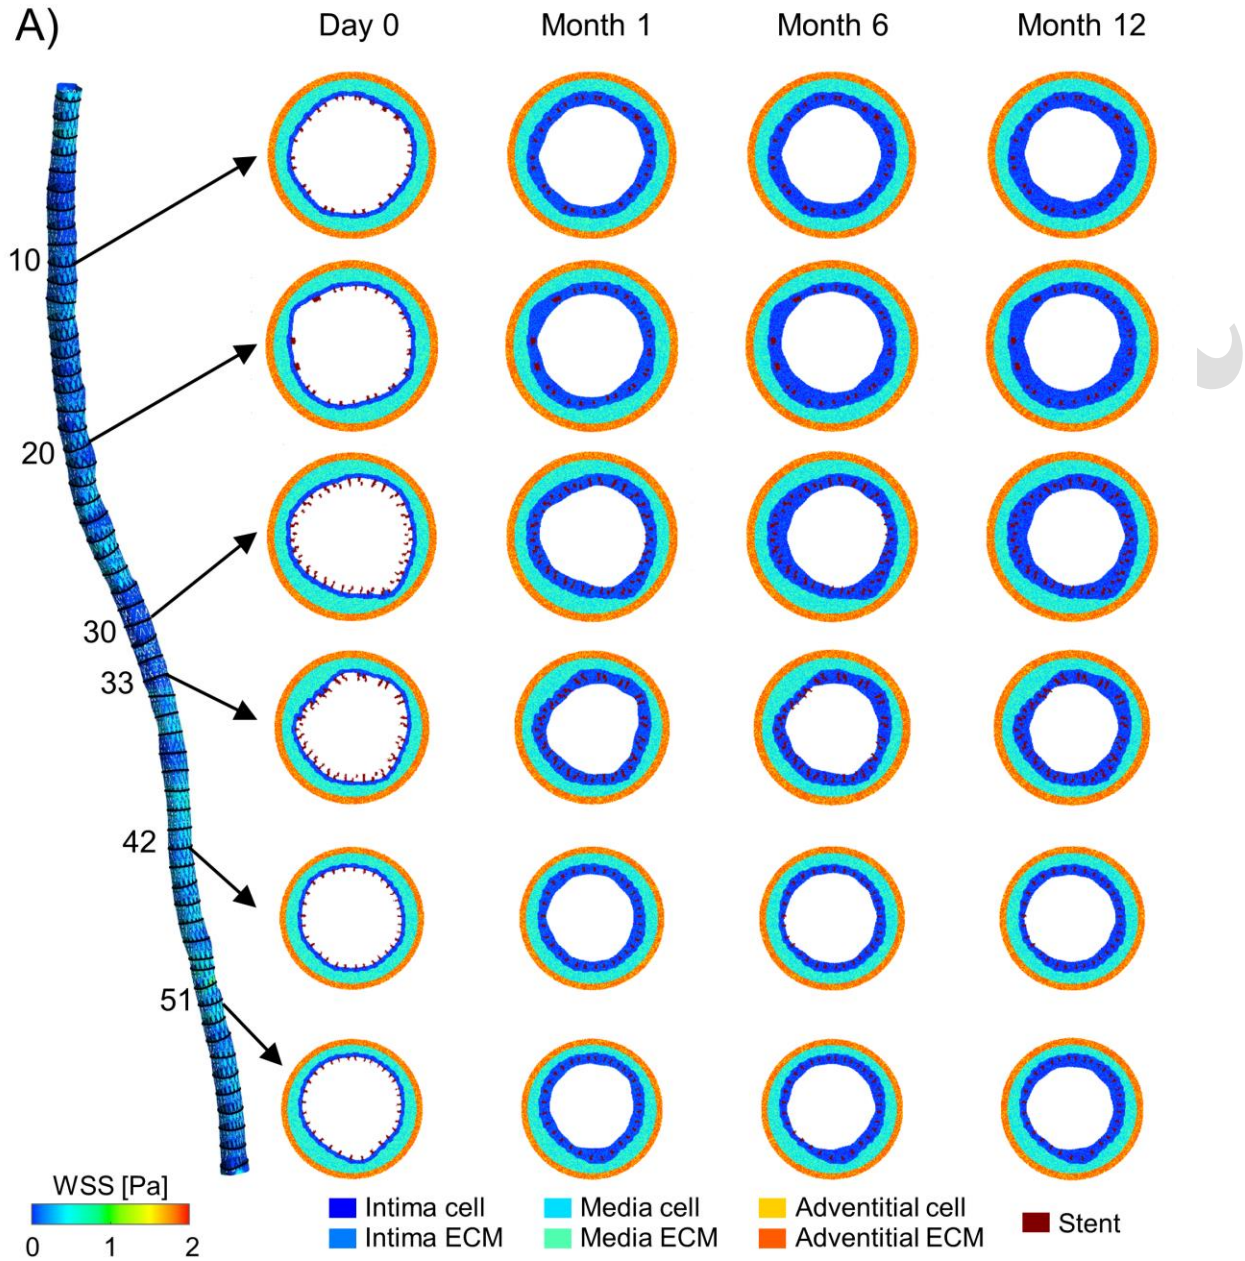 A)
Day 0 Month 1 Month 6 Month 12
10
20
30
33
42
51
WSS [Pa]
0 1 2
Intima cell Media cell Adventitial cell Stent
Intima ECM Media ECM Adventitial ECM